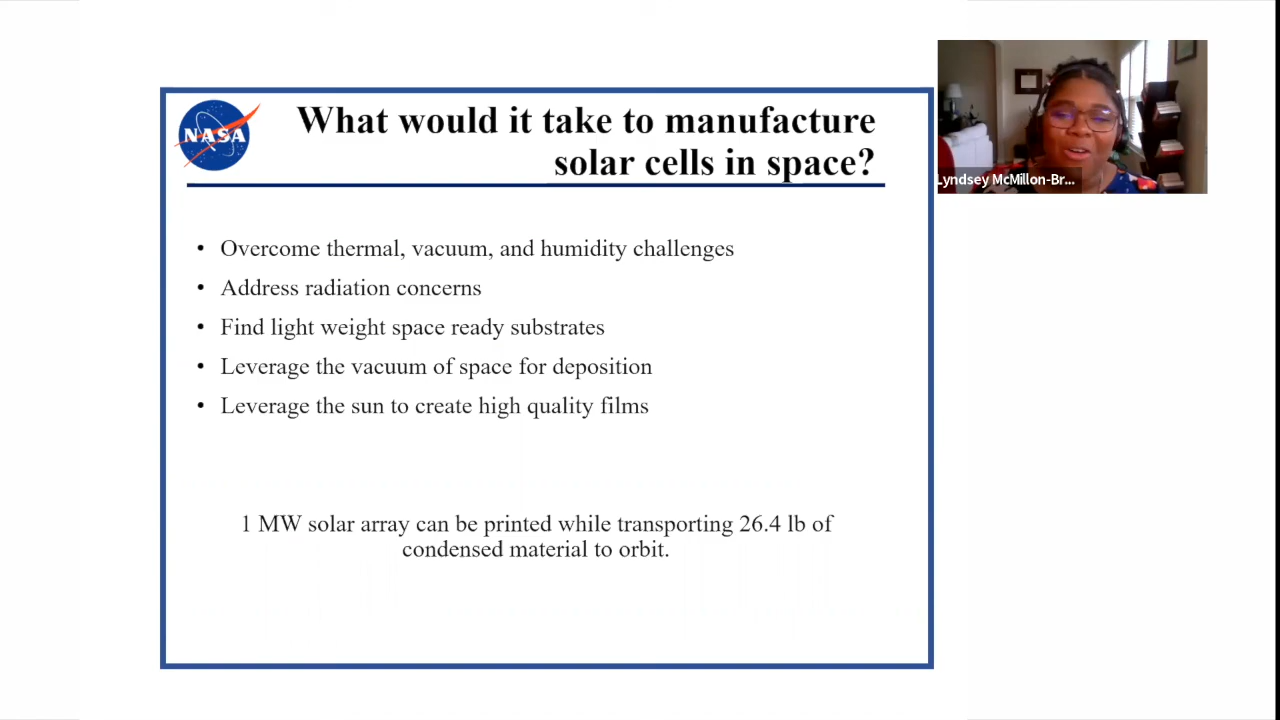 NASA
What would it take to manufacture
solar cells in space?
• Overcome thermal, vacuum, and humidity challenges
• Address radiation concerns
• Find light weight space ready substrates
• Leverage the vacuum of space for deposition
• Leverage the sun to create high quality films
1 MW solar array can be printed while transporting 26.4 lb of
condensed material to orbit.
Lyndsey McMillon-Br...